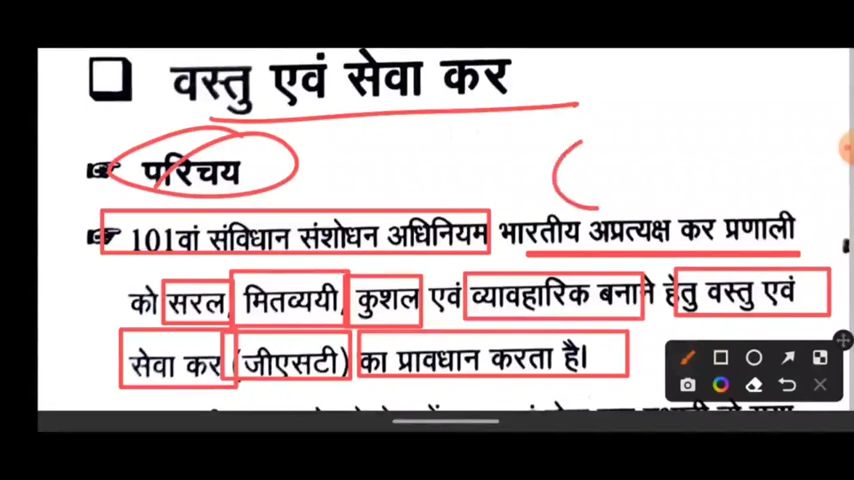 वस्तु एवं सेवा कर
परिचय
101वां संविधान संशोधन अधिनियम भारतीय अप्रत्यक्ष कर प्रणाली
को सरल, मितव्ययी, कुशल एवं व्यावहारिक बनाने हेतु वस्तु एवं
सेवा कर (जीएसटी) का प्रावधान करता है।